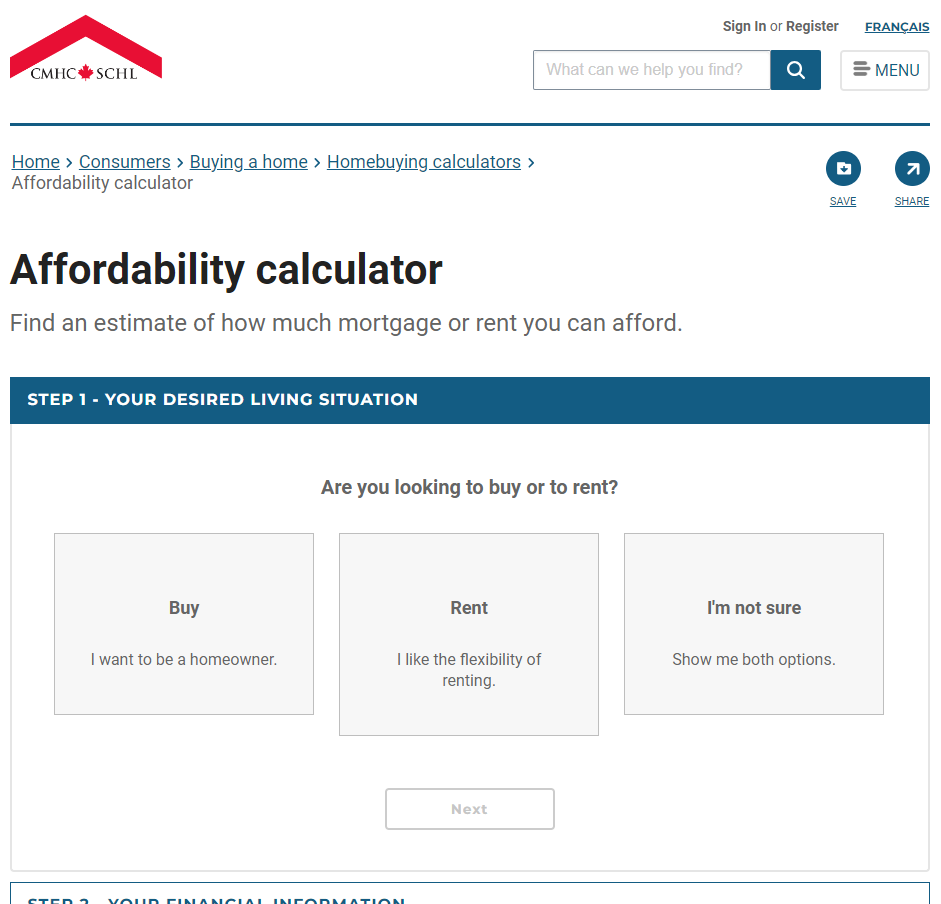 CMHC SCHL
Sign In or Register
FRANÇAIS
What can we help you find?
MENU
Home > Consumers > Buying a home > Homebuying calculators >
Affordability calculator
SAVE
SHARE
Affordability calculator
Find an estimate of how much mortgage or rent you can afford.
STEP 1 - YOUR DESIRED LIVING SITUATION
Are you looking to buy or to rent?
Buy
I want to be a homeowner.
Rent
I like the flexibility of
renting.
I'm not sure
Show me both options.
Next
STEP 2 - YOUR FINANCIAL INFORMATION